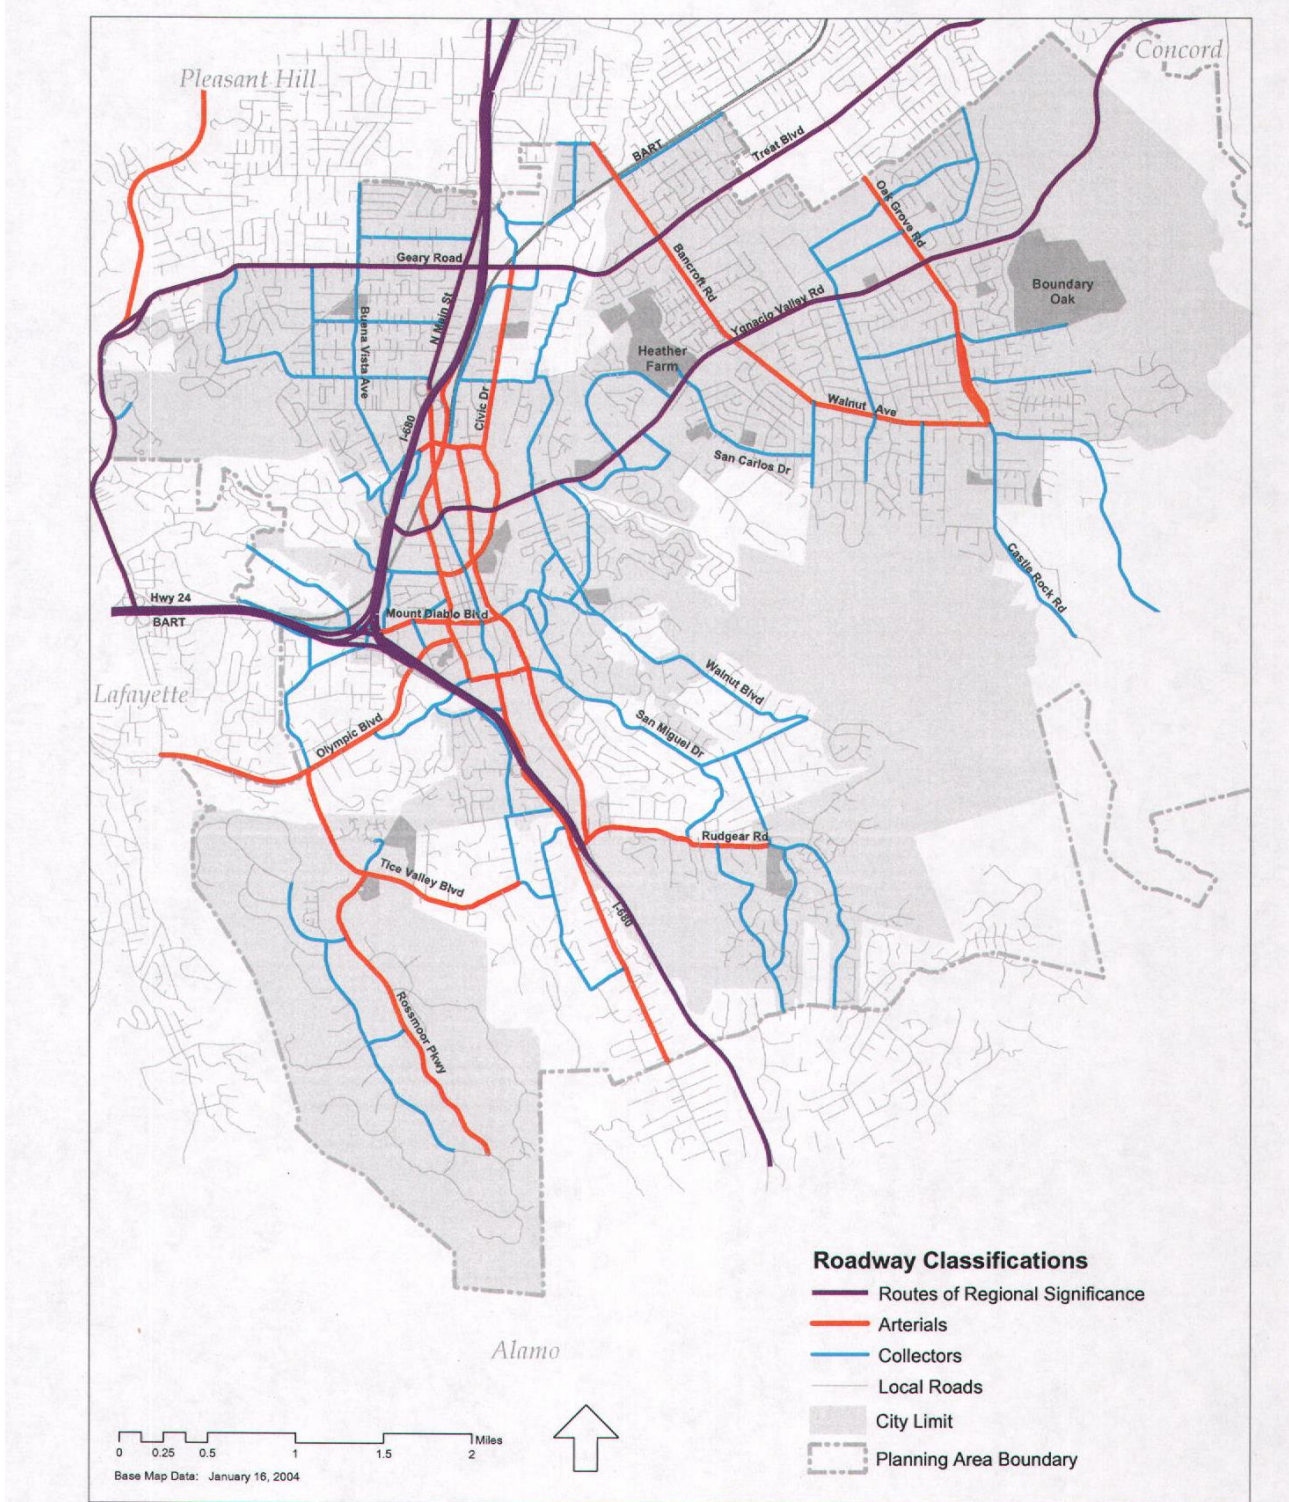 Concord
Pleasant Hill
BART
Treat Blvd
Oak Grove Rd
Geary Road
Bancroft Rd
Boundary
Oak
Ygnacio Valley Rd
N Main St
Buena Vista Ave
Heather
Farm
Civic Dr
Walnut Ave
I-680
San Carlos Dr
Castle Rock Rd
Hwy 24
BART
Mount Diablo Blvd
Walnut Blvd
Lafayette
San Miguel Dr
Olympic Blvd
Rudgear Rd
Tice Valley Blvd
I-680
Rossmoor Pkwy
Roadway Classifications
Routes of Regional Significance
Arterials
Collectors
Local Roads
City Limit
Planning Area Boundary
Alamo
Miles
0 0.25 0.5 1 1.5 2
Base Map Data: January 16, 2004